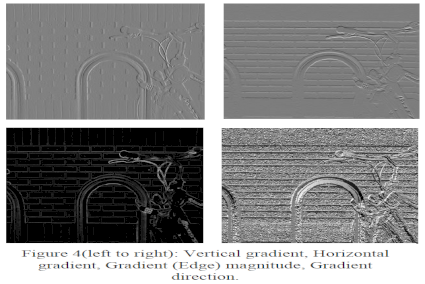 Figure 4(left to right): Vertical gradient, Horizontal
gradient, Gradient (Edge) magnitude, Gradient
direction.